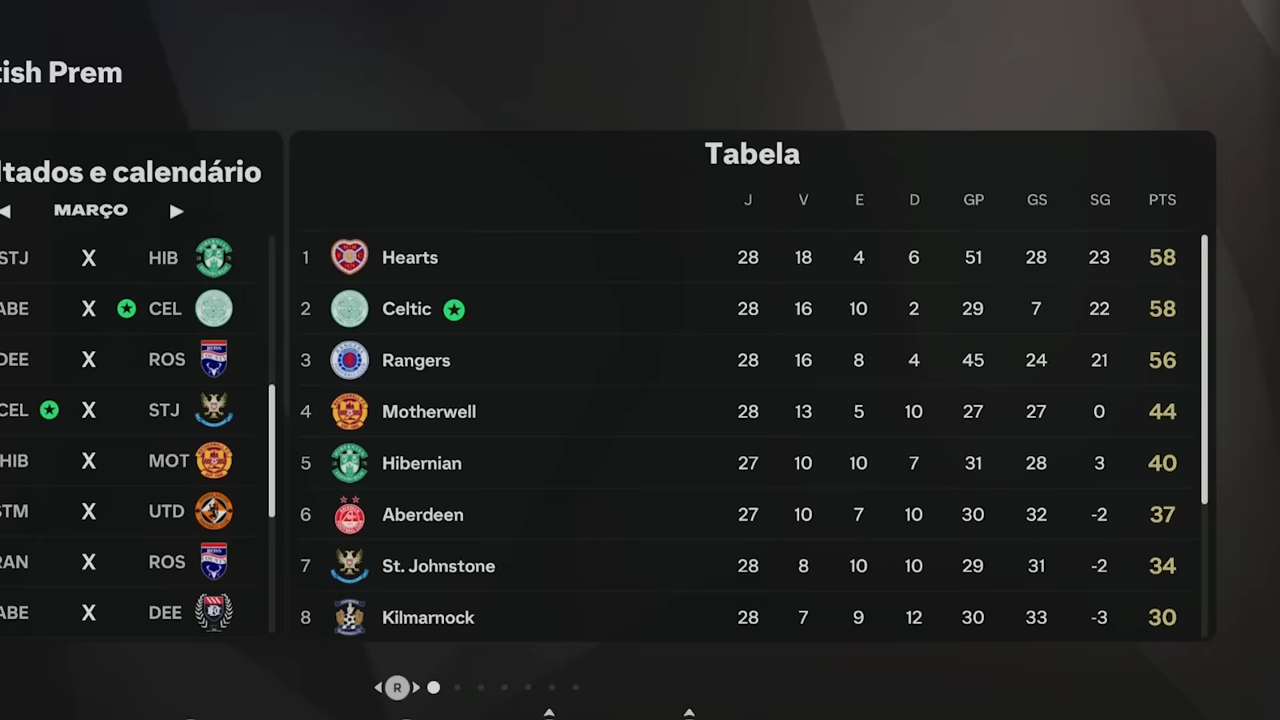 tish Prem
ltados e calendário
MARÇO
STJ X HIB
ABE X CEL
DEE X ROS
CEL X STJ
HIB X MOT
STM X UTD
RAN X ROS
ABE X DEE
Tabela
J V E D GP GS SG PTS
1 Hearts 28 18 4 6 51 28 23 58
2 Celtic 28 16 10 2 29 7 22 58
3 Rangers 28 16 8 4 45 24 21 56
4 Motherwell 28 13 5 10 27 27 0 44
5 Hibernian 27 10 10 7 31 28 3 40
6 Aberdeen 27 10 7 10 30 32 -2 37
7 St. Johnstone 28 8 10 10 29 31 -2 34
8 Kilmarnock 28 7 9 12 30 33 -3 30
R